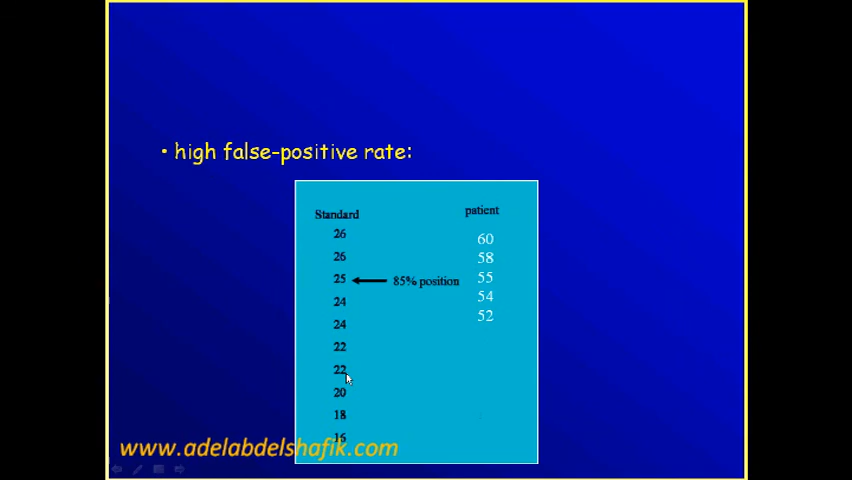 • high false-positive rate:
Standard patient
26 60
26 58
25 85% position 55
24 54
24 52
22
22
20
18
16
www.adelabdelshafik.com